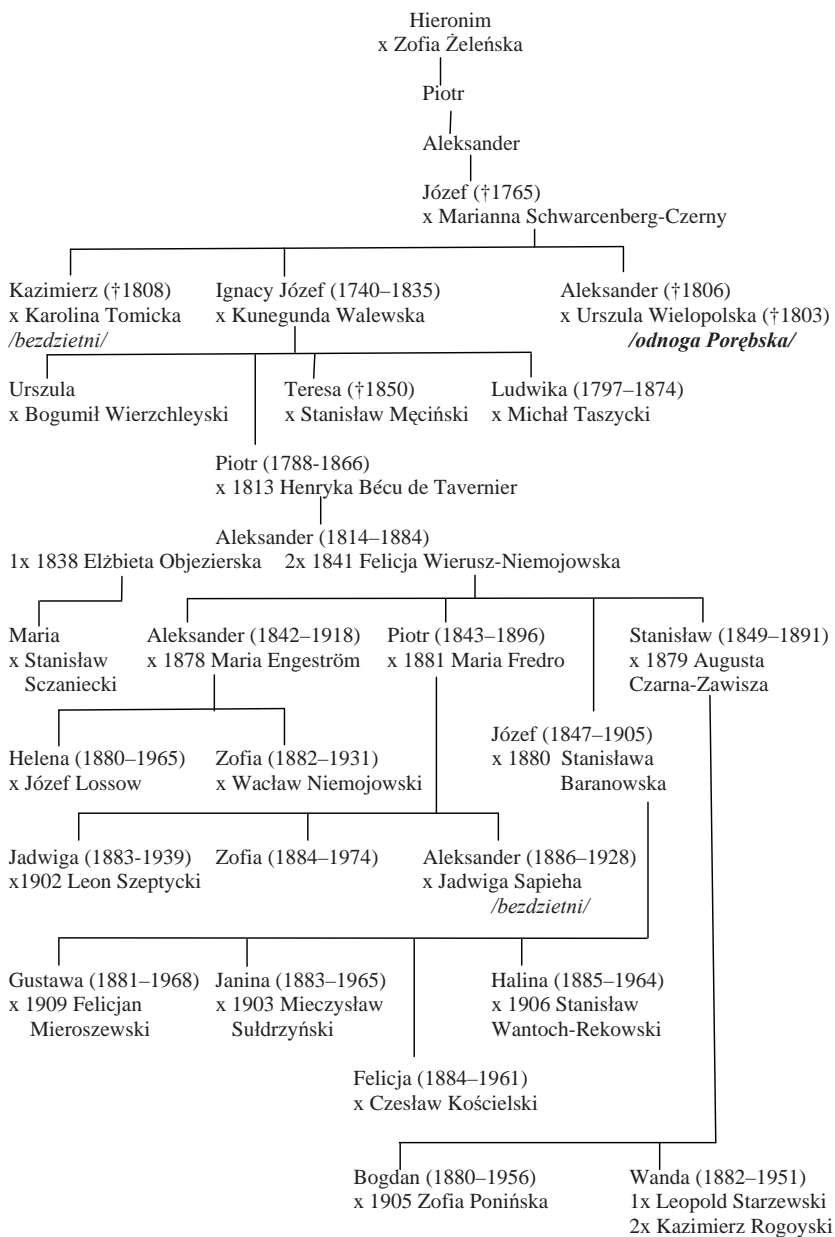 Hieronim
x Zofia Żeleńska
Piotr
Aleksander
Józef (†1765)
x Marianna Schwarcenberg-Czerny
Kazimierz (†1808)
x Karolina Tomicka
/bezdzietni/
Ignacy Józef (1740–1835)
x Kunegunda Walewska
Aleksander (†1806)
x Urszula Wielopolska (†1803)
/odnoga Porębska/
Urszula
x Bogumił Wierzchleyski
Teresa (†1850)
x Stanisław Męciński
Ludwika (1797–1874)
x Michał Taszycki
Piotr (1788-1866)
x 1813 Henryka Bécu de Tavernier
Aleksander (1814–1884)
1x 1838 Elżbieta Objezierska 2x 1841 Felicja Wierusz-Niemojowska
Maria
x Stanisław
Sczaniecki
Aleksander (1842–1918)
x 1878 Maria Engeström
Piotr (1843–1896)
x 1881 Maria Fredro
Stanisław (1849–1891)
x 1879 Augusta
Czarna-Zawisza
Józef (1847–1905)
x 1880 Stanisława
Baranowska
Helena (1880–1965)
x Józef Lossow
Zofia (1882–1931)
x Wacław Niemojowski
Jadwiga (1883-1939)
x1902 Leon Szeptycki
Zofia (1884–1974)
Aleksander (1886–1928)
x Jadwiga Sapieha
/bezdzietni/
Gustawa (1881–1968)
x 1909 Felicjan
Mieroszewski
Janina (1883–1965)
x 1903 Mieczysław
Sułdrzyński
Halina (1885–1964)
x 1906 Stanisław
Wantoch-Rekowski
Felicja (1884–1961)
x Czesław Kościelski
Bogdan (1880–1956)
x 1905 Zofia Ponińska
Wanda (1882–1951)
1x Leopold Starzewski
2x Kazimierz Rogoyski